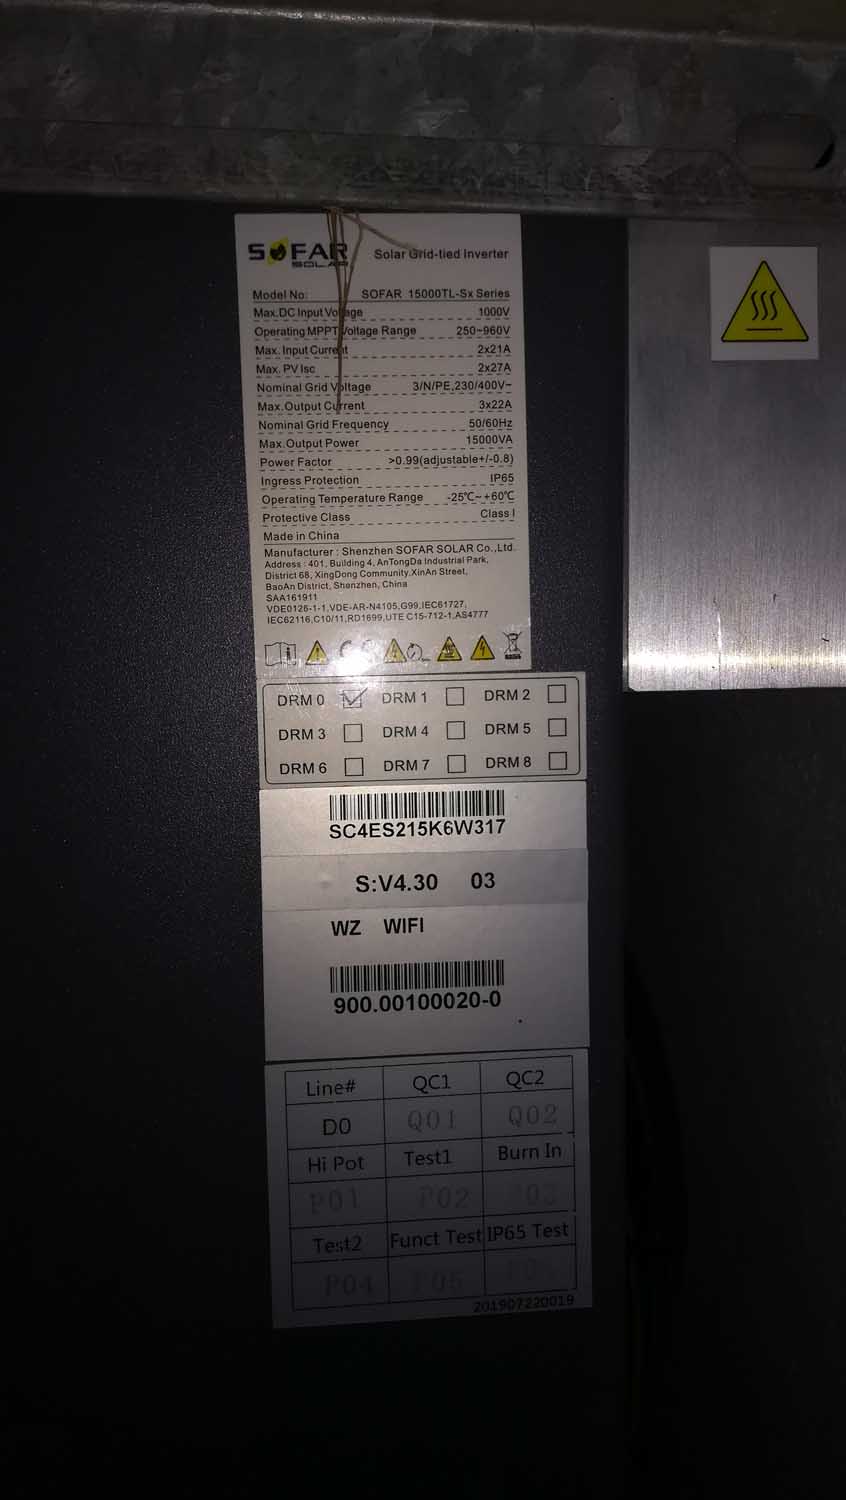 SOFAR
SOLAR
Solar Grid-tied Inverter
Model No: SOFAR 15000TL-Sx Series
Max.DC Input Voltage 1000V
Operating MPPT Voltage Range 250~960V
Max. Input Current 2x21A
Max. PV Isc 2x27A
Nominal Grid Voltage 3/N/PE,230/400V~
Max.Output Current 3x22A
Nominal Grid Frequency 50/60Hz
Max.Output Power 15000VA
Power Factor >0.99(adjustable+/-0.8)
Ingress Protection IP65
Operating Temperature Range -25℃~+60℃
Protective Class Class I
Made in China
Manufacturer : Shenzhen SOFAR SOLAR Co.,Ltd.
Address : 401, Building 4, AnTongDa Industrial Park,
District 68, XingDong Community,XinAn Street,
BaoAn District, Shenzhen, China
SAA161911
VDE0126-1-1,VDE-AR-N4105,G99,IEC61727,
IEC62116,C10/11,RD1699,UTE C15-712-1,AS4777
DRM 0 DRM 1 DRM 2
DRM 3 DRM 4 DRM 5
DRM 6 DRM 7 DRM 8
SC4ES215K6W317
S:V4.30 03
WZ WIFI
900.00100020-0
Line# QC1 QC2
D0 Q01 Q02
Hi Pot Test1 Burn In
P01 P02 P03
Test2 Funct Test IP65 Test
P04 P05
201907220019